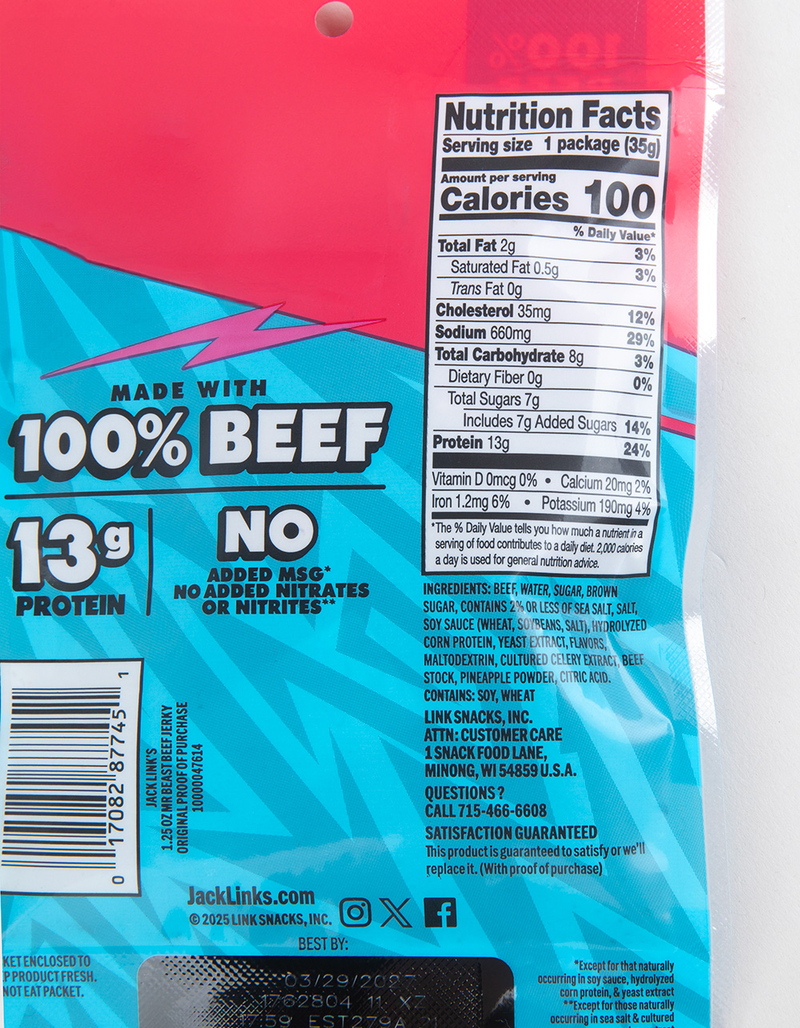 Nutrition Facts
Serving size 1 package (35g)
Amount per serving
Calories 100
% Daily Value*
Total Fat 2g 3%
Saturated Fat 0.5g 3%
Trans Fat 0g
Cholesterol 35mg 12%
Sodium 660mg 29%
Total Carbohydrate 8g 3%
Dietary Fiber 0g 0%
Total Sugars 7g
Includes 7g Added Sugars 14%
Protein 13g 24%
Vitamin D 0mcg 0% • Calcium 20mg 2%
Iron 1.2mg 6% • Potassium 190mg 4%
*The % Daily Value tells you how much a nutrient in a
serving of food contributes to a daily diet. 2,000 calories
a day is used for general nutrition advice.
MADE WITH
100% BEEF
13g
PROTEIN
NO
ADDED MSG*
NO ADDED NITRATES
OR NITRITES**
INGREDIENTS: BEEF, WATER, SUGAR, BROWN
SUGAR, CONTAINS 2% OR LESS OF SEA SALT, SALT,
SOY SAUCE (WHEAT, SOYBEANS, SALT), HYDROLYZED
CORN PROTEIN, YEAST EXTRACT, FLAVORS,
MALTODEXTRIN, CULTURED CELERY EXTRACT, BEEF
STOCK, PINEAPPLE POWDER, CITRIC ACID.
CONTAINS: SOY, WHEAT
LINK SNACKS, INC.
ATTN: CUSTOMER CARE
1 SNACK FOOD LANE,
MINONG, WI 54859 U.S.A.
QUESTIONS?
CALL 715-466-6608
SATISFACTION GUARANTEED
This product is guaranteed to satisfy or we'll
replace it. (With proof of purchase)
0 17082 87745 1
JACK LINK'S
1.25 OZ MR BEAST BEEF JERKY
ORIGINAL PROOF OF PURCHASE
10000047614
JackLinks.com
© 2025 LINK SNACKS, INC.
BEST BY:
03/29/2027
1762804 11 X7
EST279A
KET ENCLOSED TO
P PRODUCT FRESH.
NOT EAT PACKET.
*Except for that naturally
occurring in soy sauce, hydrolyzed
corn protein, & yeast extract
**Except for those naturally
occurring in sea salt & cultured